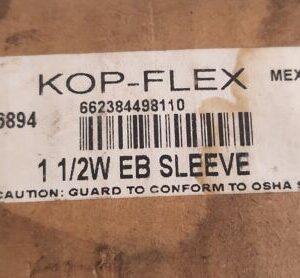 KOP-FLEX MEX
662384498110
6894
1 1/2W EB SLEEVE
CAUTION: GUARD TO CONFORM TO OSHA S